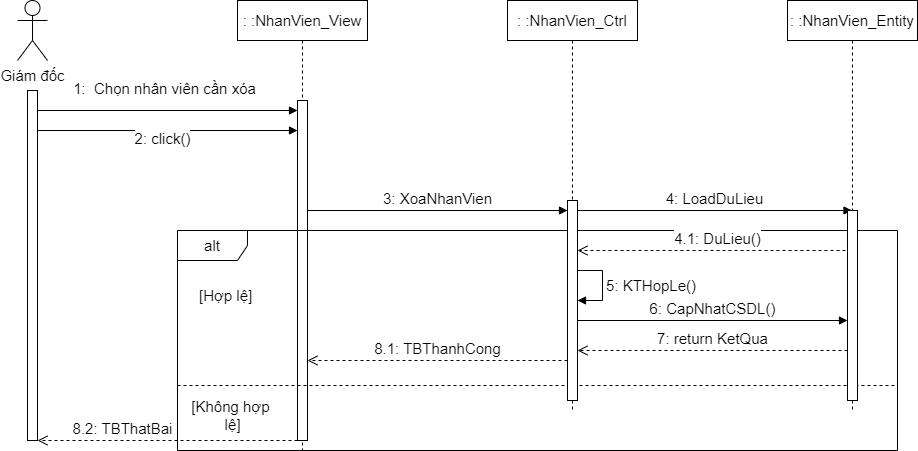 : :NhanVien_View
: :NhanVien_Ctrl
: :NhanVien_Entity
Giám đốc
1: Chọn nhân viên cần xóa
2: click()
3: XoaNhanVien
4: LoadDuLieu
alt
4.1: DuLieu()
[Hợp lệ]
5: KTHopLe()
6: CapNhatCSDL()
7: return KetQua
8.1: TBThanhCong
[Không hợp
lệ]
8.2: TBThatBai